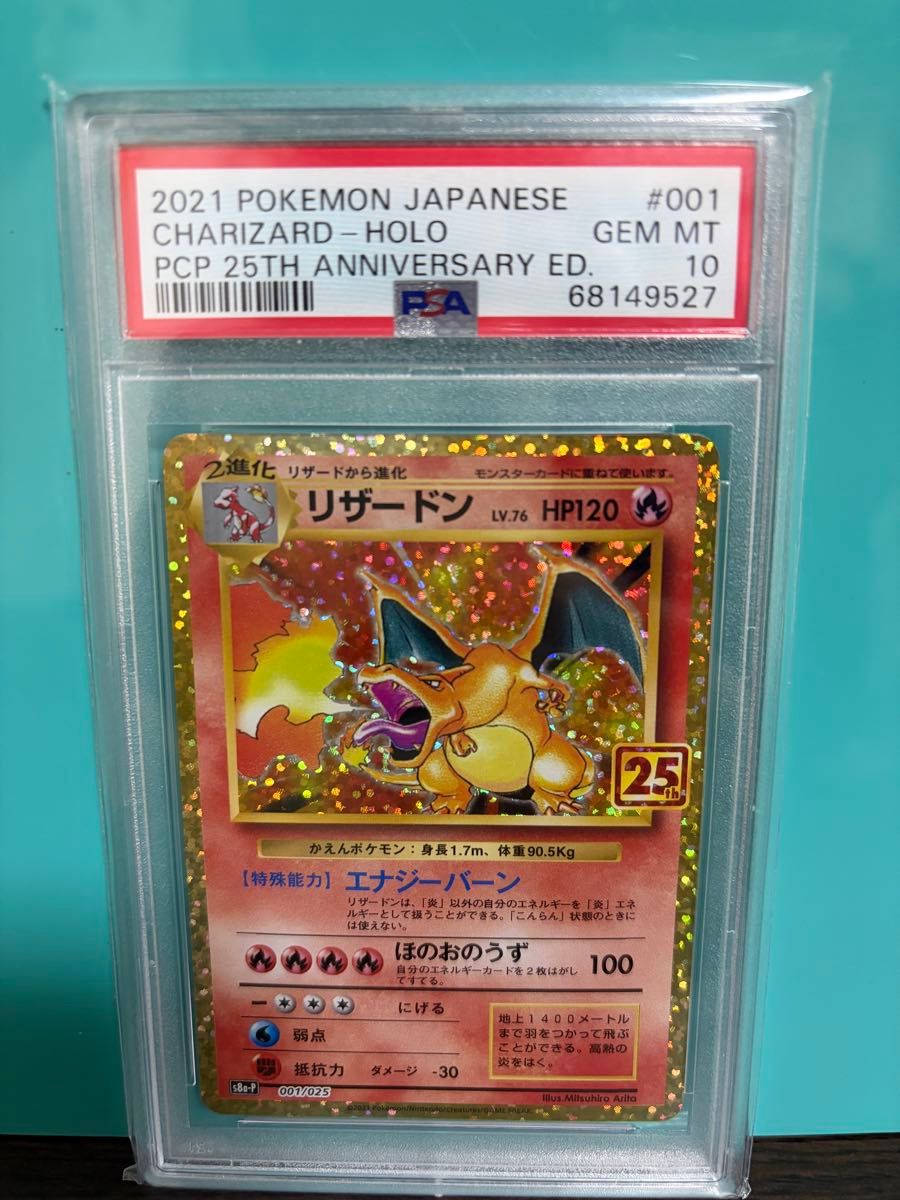 2021 POKEMON JAPANESE #001
CHARIZARD-HOLO GEM MT
PCP 25TH ANNIVERSARY ED. 10
PSA 68149527
2進化 リザードから進化 モンスターカードに重ねて使います。
リザードン LV.76 HP120
25th
かえんポケモン：身長1.7m、体重90.5Kg
【特殊能力】エナジーバーン
リザードンは、「炎」以外の自分のエネルギーを「炎」エネ
ルギーとして扱うことができる。「こんらん」状態のときに
は使えない。
ほのおのうず 100
自分のエネルギーカードを2枚はがし
てすてる。
にげる
弱点
抵抗力 ダメージ -30
地上1400メートル
まで羽をつかって飛ぶ
ことができる。高熱の
炎をはく。
s8a-P 001/025
Illus.Mitsuhiro Arita
©2021 Pokémon/Nintendo/Creatures/GAME FREAK